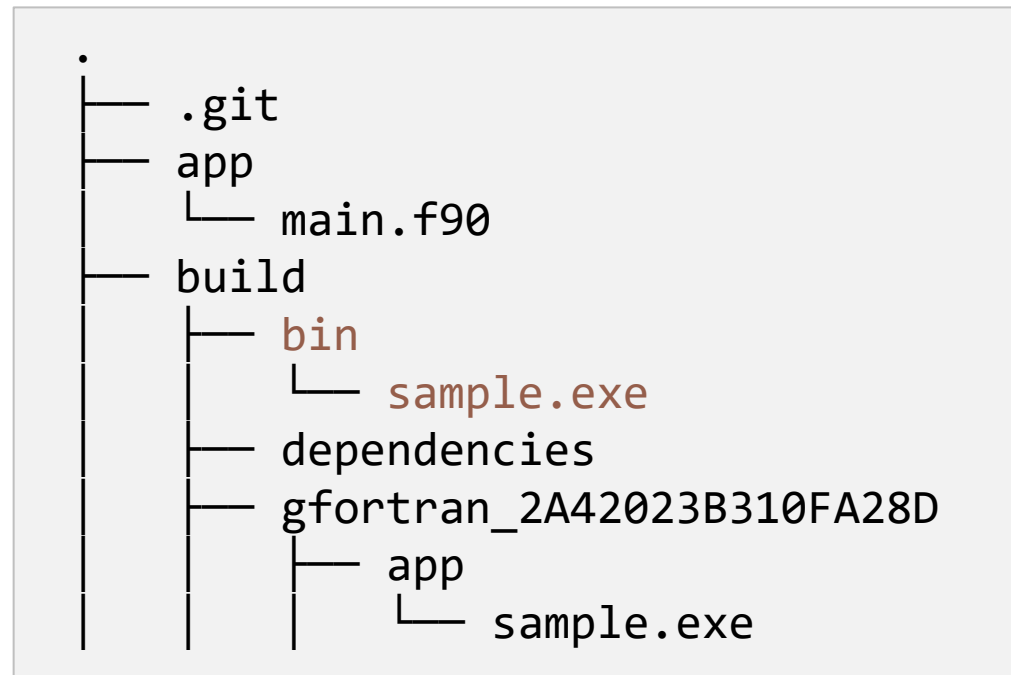 .
├── .git
├── app
│   └── main.f90
├── build
│   ├── bin
│   │   └── sample.exe
│   ├── dependencies
│   ├── gfortran_2A42023B310FA28D
│   │   ├── app
│   │   │   └── sample.exe